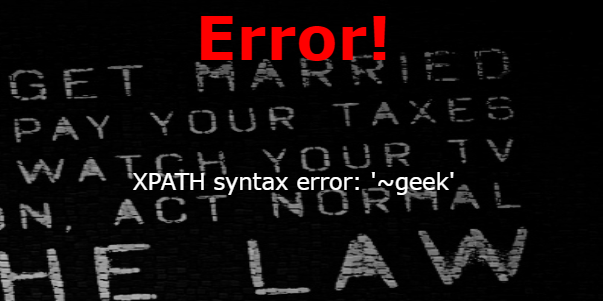 Error!
GET MARRIED
PAY YOUR TAXES
WATCH YOUR TV
XPATH syntax error: '~geek'
ON, ACT NORMAL
HE LAW